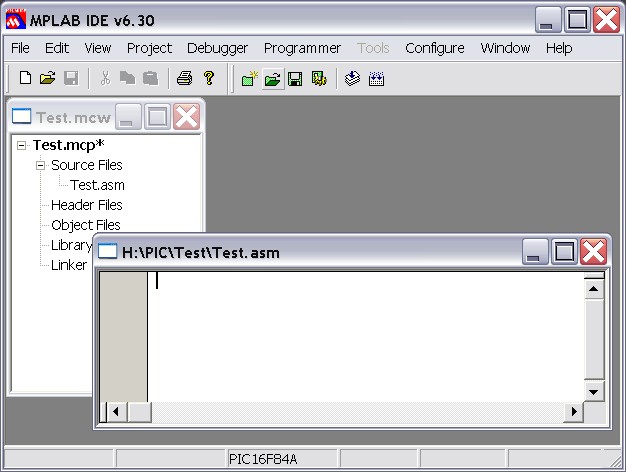 MPLAB IDE v6.30
File Edit View Project Debugger Programmer Tools Configure Window Help
Test.mcw
Test.mcp*
Source Files
Test.asm
Header Files
Object Files
Library
Linker
H:\PIC\Test\Test.asm
PIC16F84A